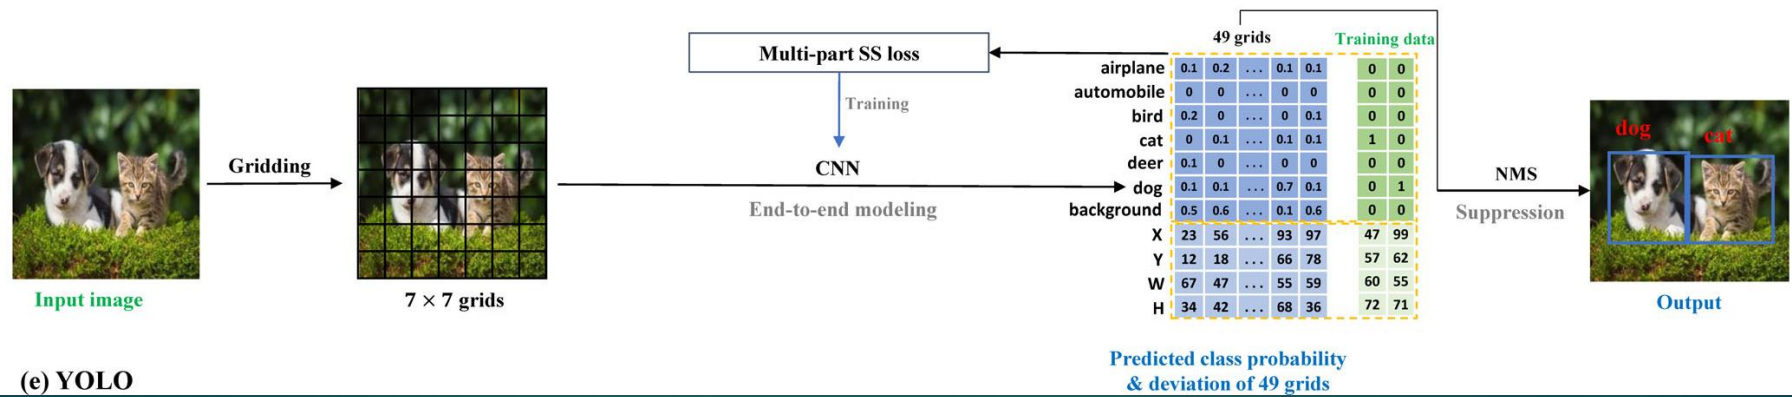 49 grids
Training data
Multi-part SS loss
Training
Gridding
CNN
End-to-end modeling
airplane 0.1 0.2 ... 0.1 0.1 0 0
automobile 0 0 ... 0 0 0 0
bird 0.2 0 ... 0 0.1 0 0
cat 0 0.1 ... 0.1 0.1 1 0
deer 0.1 0 ... 0 0 0 0
dog 0.1 0.1 ... 0.7 0.1 0 1
background 0.5 0.6 ... 0.1 0.6 0 0
X 23 56 ... 93 97 47 99
Y 12 18 ... 66 78 57 62
W 67 47 ... 55 59 60 55
H 34 42 ... 68 36 72 71
NMS
Suppression
dog
cat
Input image
7 × 7 grids
Output
Predicted class probability
& deviation of 49 grids
(e) YOLO